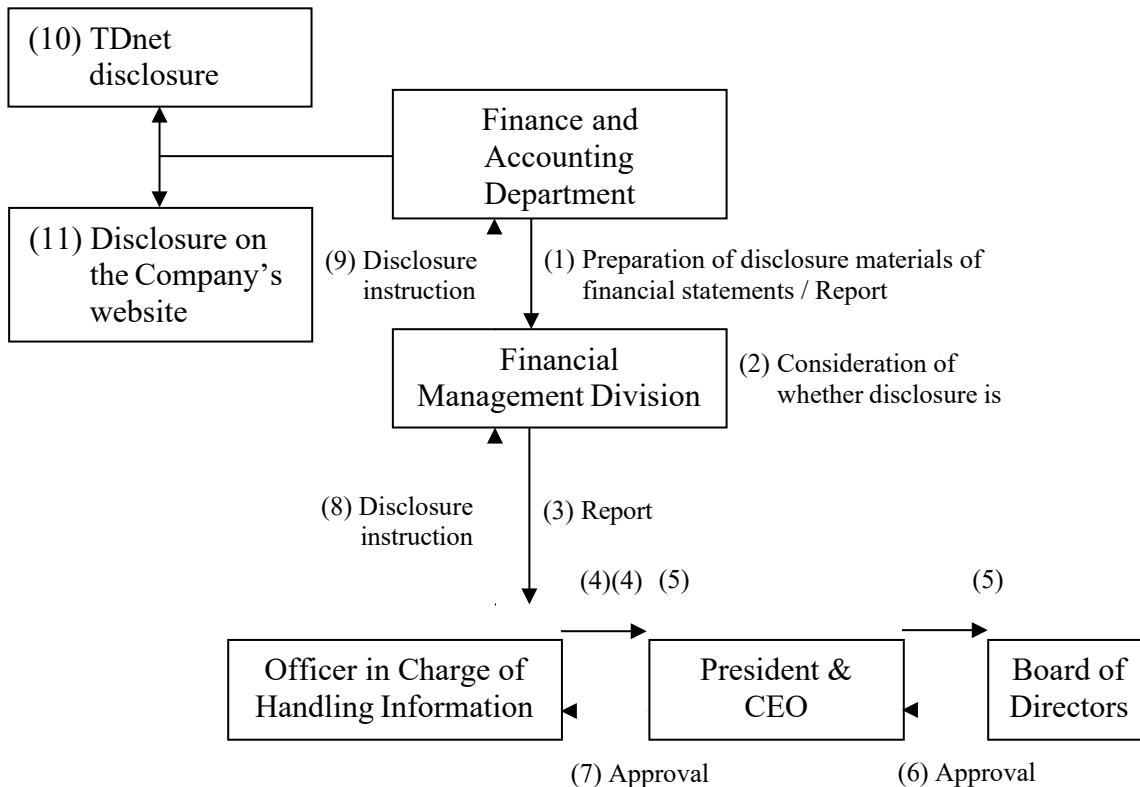 (10) TDnet
disclosure
Finance and
Accounting
Department
(11) Disclosure on
the Company’s
website
(9) Disclosure
instruction
(1) Preparation of disclosure materials of
financial statements / Report
Financial
Management Division
(2) Consideration of
whether disclosure is
(8) Disclosure
instruction
(3) Report
(4)(4) (5)
(5)
Officer in Charge of
Handling Information
President &
CEO
Board of
Directors
(7) Approval
(6) Approval